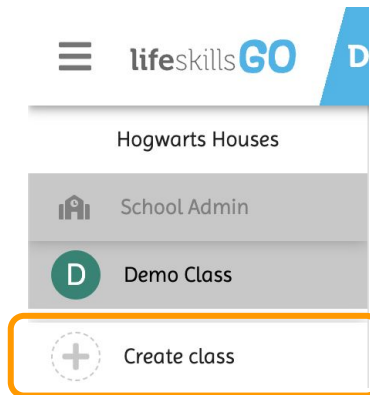 lifeskillsGO
D
Hogwarts Houses
School Admin
D
Demo Class
Create class